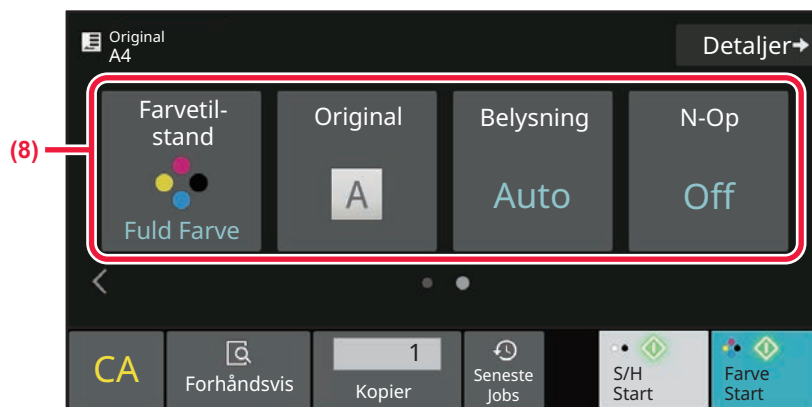 Original
A4
Detaljer
(8)
Farvetil-
stand
Fuld Farve
Original
A
Belysning
Auto
N-Op
Off
CA
Forhåndsvis
1
Kopier
Seneste
Jobs
S/H
Start
Farve
Start